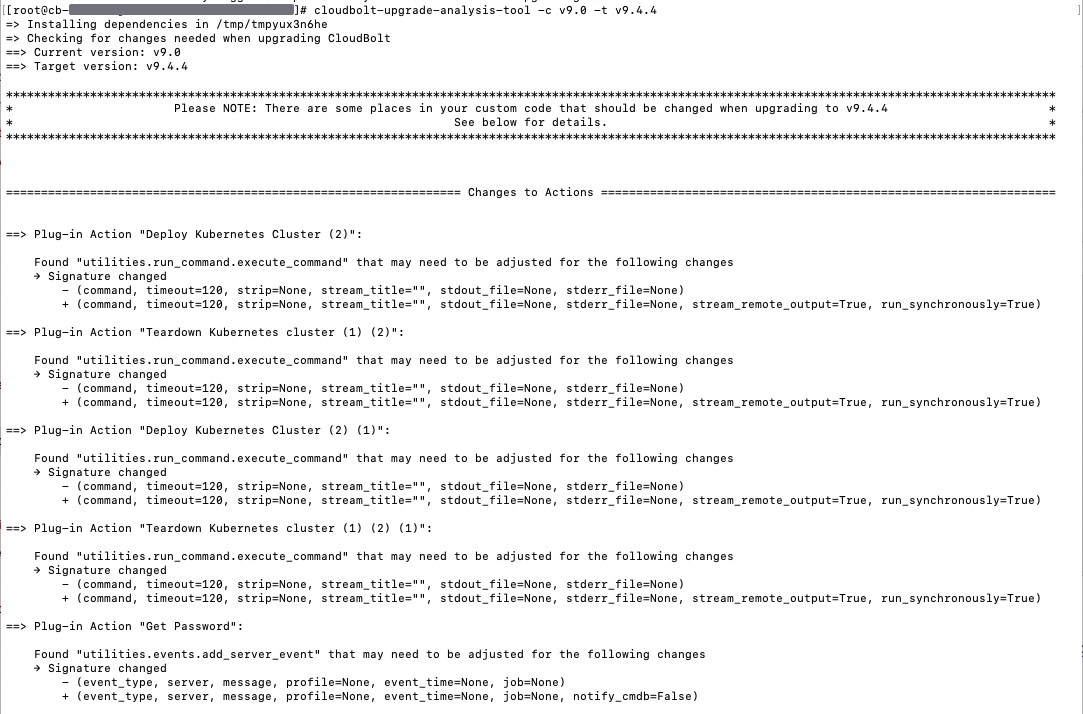 [[root@cb- ]# cloudbolt-upgrade-analysis-tool -c v9.0 -t v9.4.4 ]
=> Installing dependencies in /tmp/tmpyux3n6he
=> Checking for changes needed when upgrading CloudBolt
==> Current version: v9.0
==> Target version: v9.4.4
******************************************************************************************************************************************************
* Please NOTE: There are some places in your custom code that should be changed when upgrading to v9.4.4 *
* See below for details. *
******************************************************************************************************************************************************
================================================================= Changes to Actions =================================================================
==> Plug-in Action "Deploy Kubernetes Cluster (2)":
Found "utilities.run_command.execute_command" that may need to be adjusted for the following changes
→ Signature changed
- (command, timeout=120, strip=None, stream_title="", stdout_file=None, stderr_file=None)
+ (command, timeout=120, strip=None, stream_title="", stdout_file=None, stderr_file=None, stream_remote_output=True, run_synchronously=True)
==> Plug-in Action "Teardown Kubernetes cluster (1) (2)":
Found "utilities.run_command.execute_command" that may need to be adjusted for the following changes
→ Signature changed
- (command, timeout=120, strip=None, stream_title="", stdout_file=None, stderr_file=None)
+ (command, timeout=120, strip=None, stream_title="", stdout_file=None, stderr_file=None, stream_remote_output=True, run_synchronously=True)
==> Plug-in Action "Deploy Kubernetes Cluster (2) (1)":
Found "utilities.run_command.execute_command" that may need to be adjusted for the following changes
→ Signature changed
- (command, timeout=120, strip=None, stream_title="", stdout_file=None, stderr_file=None)
+ (command, timeout=120, strip=None, stream_title="", stdout_file=None, stderr_file=None, stream_remote_output=True, run_synchronously=True)
==> Plug-in Action "Teardown Kubernetes cluster (1) (2) (1)":
Found "utilities.run_command.execute_command" that may need to be adjusted for the following changes
→ Signature changed
- (command, timeout=120, strip=None, stream_title="", stdout_file=None, stderr_file=None)
+ (command, timeout=120, strip=None, stream_title="", stdout_file=None, stderr_file=None, stream_remote_output=True, run_synchronously=True)
==> Plug-in Action "Get Password":
Found "utilities.events.add_server_event" that may need to be adjusted for the following changes
→ Signature changed
- (event_type, server, message, profile=None, event_time=None, job=None)
+ (event_type, server, message, profile=None, event_time=None, job=None, notify_cmdb=False)